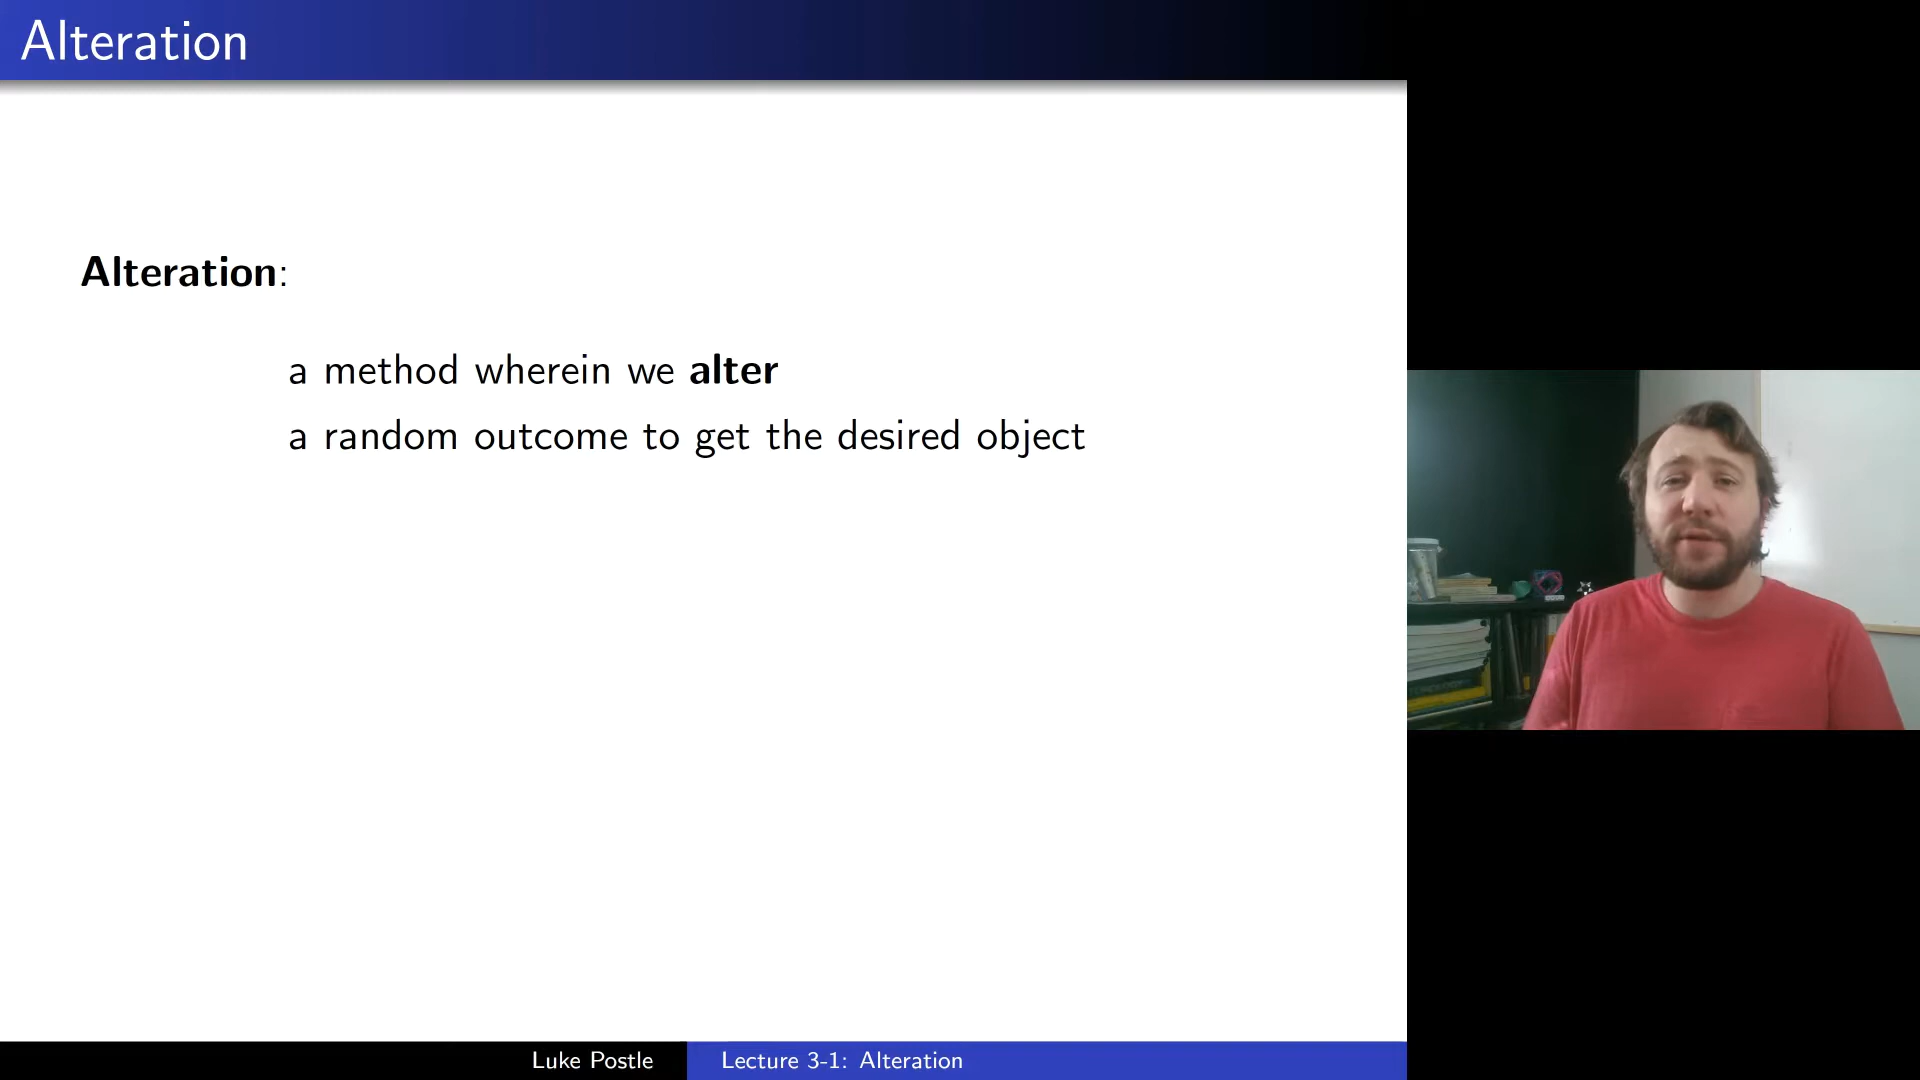 Alteration
Alteration:
a method wherein we alter
a random outcome to get the desired object
Luke Postle
Lecture 3-1: Alteration